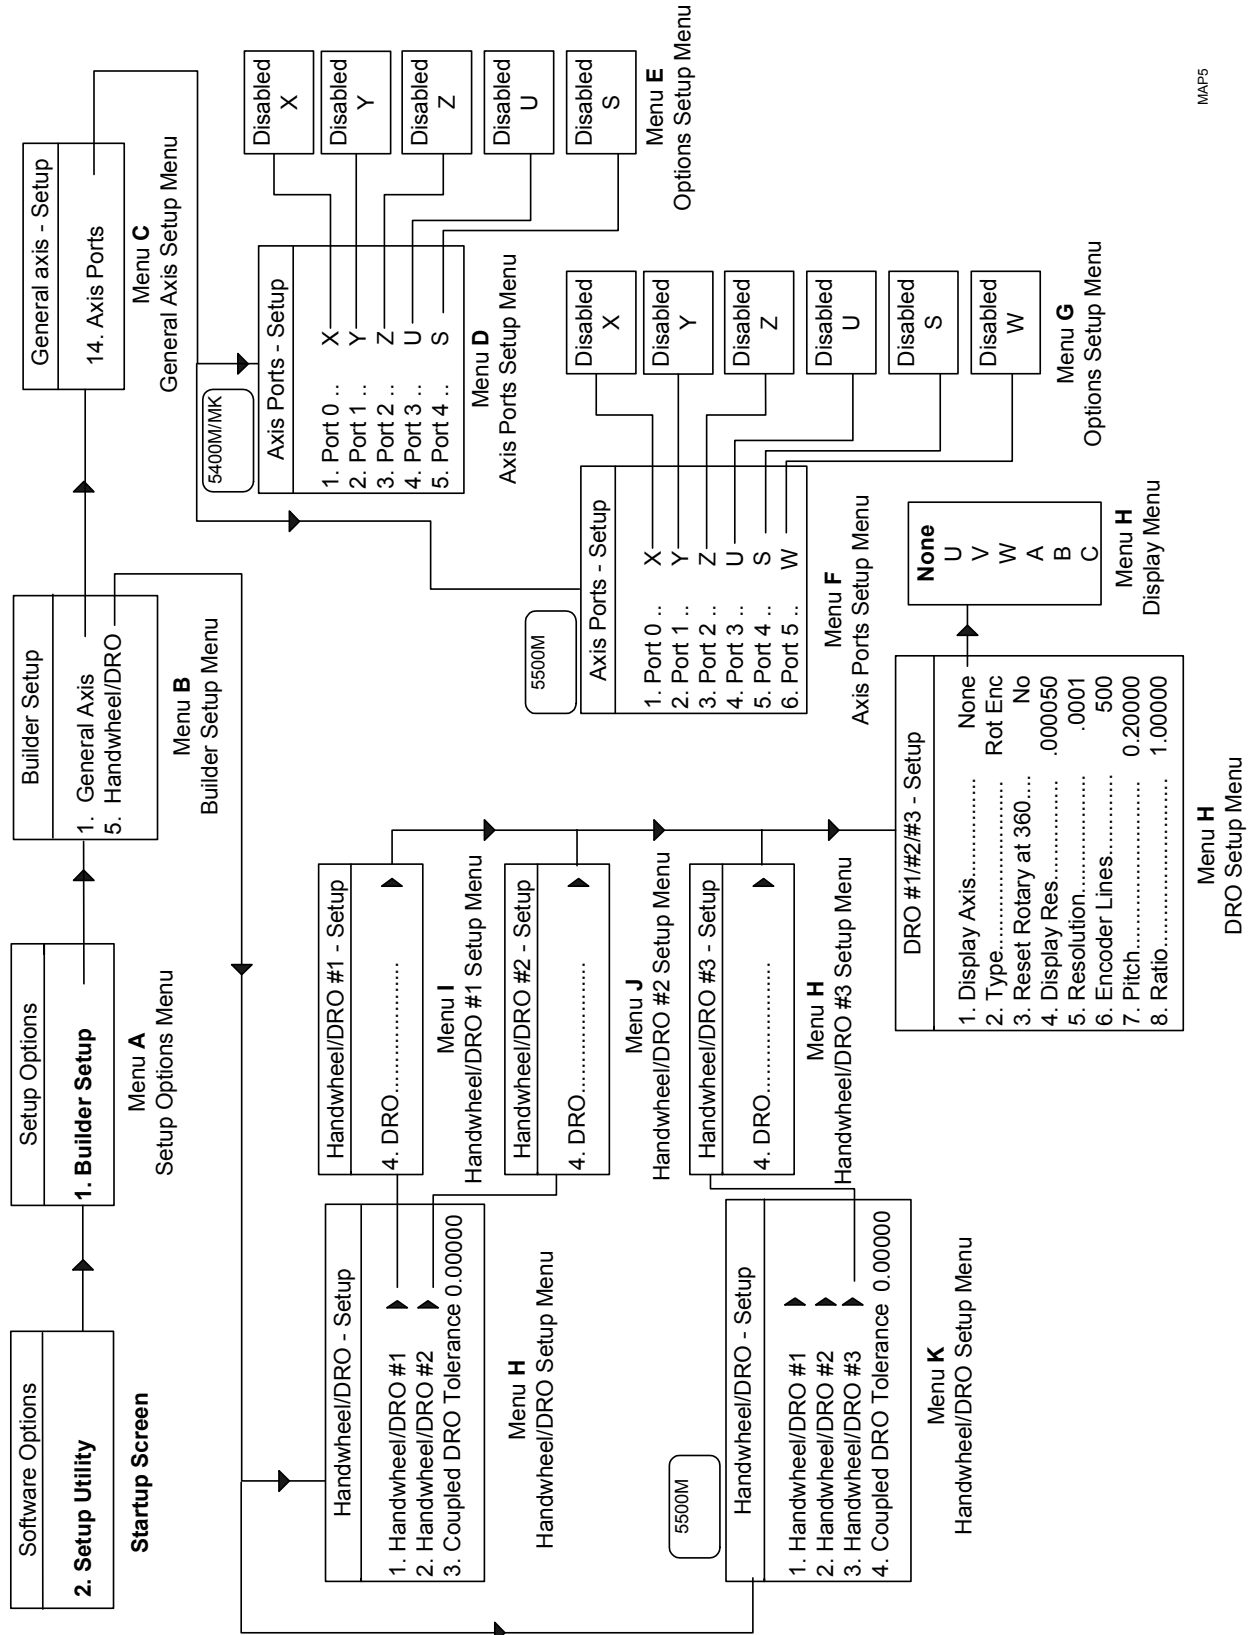 Software Options
2. Setup Utility
Startup Screen
Setup Options
1. Builder Setup
Menu A
Setup Options Menu
Builder Setup
1. General Axis
5. Handwheel/DRO
Menu B
Builder Setup Menu
General axis - Setup
14. Axis Ports
Menu C
General Axis Setup Menu
5400M/MK
Axis Ports - Setup
1. Port 0 .. X
2. Port 1 .. Y
3. Port 2 .. Z
4. Port 3 .. U
5. Port 4 .. S
Menu D
Axis Ports Setup Menu
Disabled
X
Disabled
Y
Disabled
Z
Disabled
U
Disabled
S
Menu E
Options Setup Menu
5500M
Axis Ports - Setup
1. Port 0 .. X
2. Port 1 .. Y
3. Port 2 .. Z
4. Port 3 .. U
5. Port 4 .. S
6. Port 5 .. W
Menu F
Axis Ports Setup Menu
Disabled
X
Disabled
Y
Disabled
Z
Disabled
U
Disabled
S
Disabled
W
Menu G
Options Setup Menu
Handwheel/DRO - Setup
1. Handwheel/DRO #1
2. Handwheel/DRO #2
3. Coupled DRO Tolerance 0.00000
Menu H
Handwheel/DRO Setup Menu
Handwheel/DRO #1 - Setup
4. DRO..................
Menu I
Handwheel/DRO #1 Setup Menu
Handwheel/DRO #2 - Setup
4. DRO..................
Menu J
Handwheel/DRO #2 Setup Menu
5500M
Handwheel/DRO - Setup
1. Handwheel/DRO #1
2. Handwheel/DRO #2
3. Handwheel/DRO #3
4. Coupled DRO Tolerance 0.00000
Menu K
Handwheel/DRO Setup Menu
Handwheel/DRO #3 - Setup
4. DRO..................
Menu H
Handwheel/DRO #3 Setup Menu
DRO #1/#2/#3 - Setup
1. Display Axis.................. None
2. Type............................ Rot Enc
3. Reset Rotary at 360.... No
4. Display Res................ .000050
5. Resolution.................. .0001
6. Encoder Lines............ 500
7. Pitch........................... 0.20000
8. Ratio........................... 1.00000
Menu H
DRO Setup Menu
None
U
V
W
A
B
C
Menu H
Display Menu
MAP5